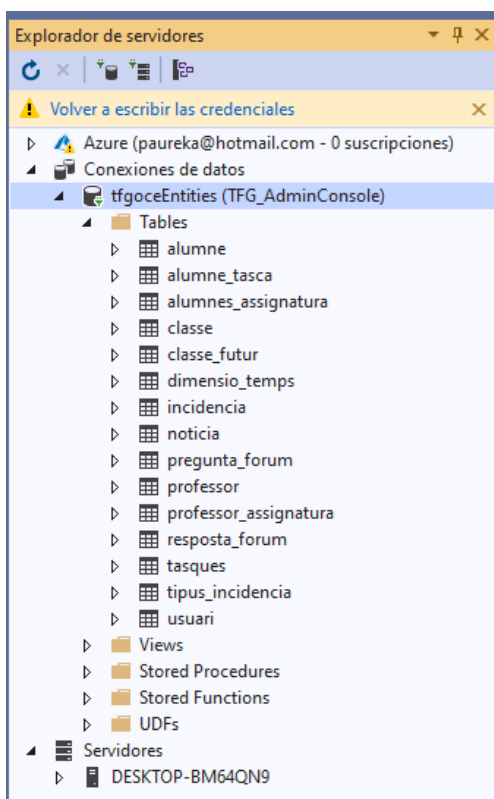 Explorador de servidores
Volver a escribir las credenciales
Azure (paureka@hotmail.com - 0 suscripciones)
Conexiones de datos
tfgoceEntities (TFG_AdminConsole)
Tables
alumne
alumne_tasca
alumnes_assignatura
classe
classe_futur
dimensio_temps
incidencia
noticia
pregunta_forum
professor
professor_assignatura
resposta_forum
tasques
tipus_incidencia
usuari
Views
Stored Procedures
Stored Functions
UDFs
Servidores
DESKTOP-BM64QN9